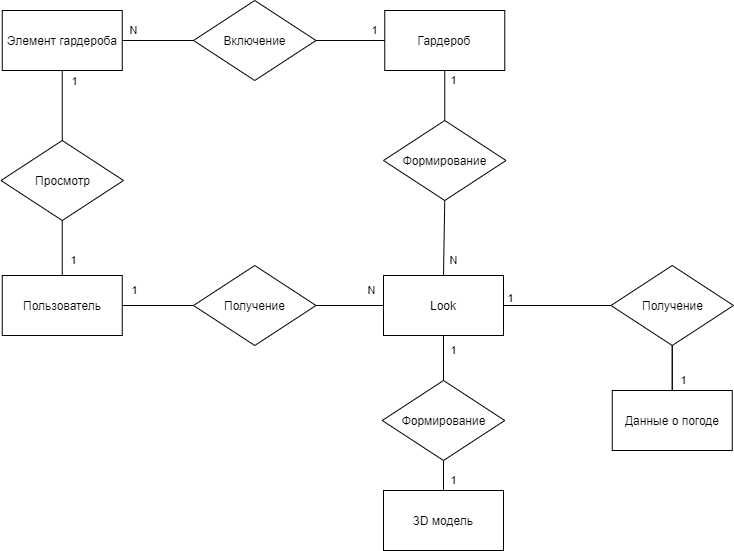 Элемент гардероба
N
Включение
1
Гардероб
1
1
Просмотр
Формирование
1
N
Пользователь
1
Получение
N
Look
1
Получение
1
1
Формирование
Данные о погоде
1
3D модель